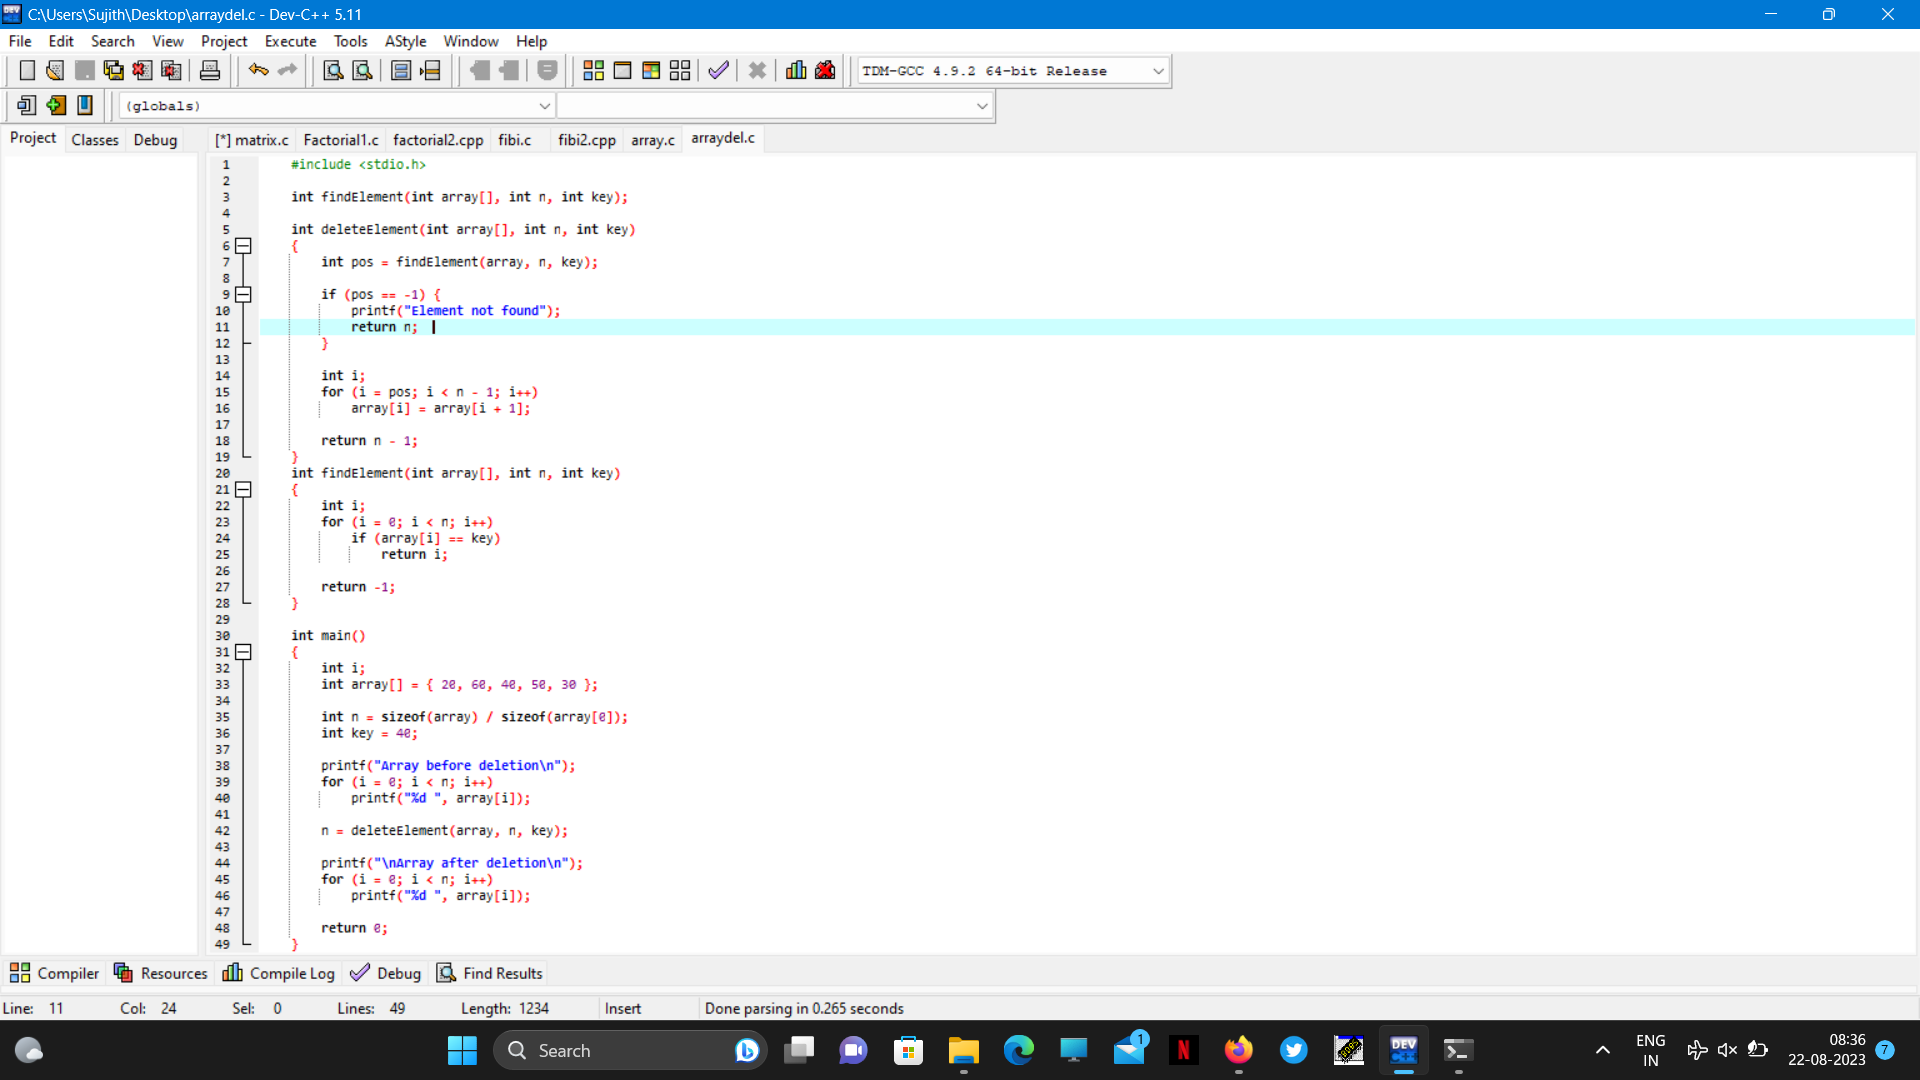 C:\Users\Sujith\Desktop\arraydel.c - Dev-C++ 5.11
File Edit Search View Project Execute Tools AStyle Window Help
TDM-GCC 4.9.2 64-bit Release
(globals)
Project Classes Debug [*] matrix.c Factorial1.c factorial2.cpp fibi.c fibi2.cpp array.c arraydel.c
1 #include <stdio.h>
2
3 int findElement(int array[], int n, int key);
4
5 int deleteElement(int array[], int n, int key)
6 {
7 int pos = findElement(array, n, key);
8
9 if (pos == -1) {
10 printf("Element not found");
11 return n;
12 }
13
14 int i;
15 for (i = pos; i < n - 1; i++)
16 array[i] = array[i + 1];
17
18 return n - 1;
19 }
20 int findElement(int array[], int n, int key)
21 {
22 int i;
23 for (i = 0; i < n; i++)
24 if (array[i] == key)
25 return i;
26
27 return -1;
28 }
29
30 int main()
31 {
32 int i;
33 int array[] = { 20, 60, 40, 50, 30 };
34
35 int n = sizeof(array) / sizeof(array[0]);
36 int key = 40;
37
38 printf("Array before deletion\n");
39 for (i = 0; i < n; i++)
40 printf("%d ", array[i]);
41
42 n = deleteElement(array, n, key);
43
44 printf("\nArray after deletion\n");
45 for (i = 0; i < n; i++)
46 printf("%d ", array[i]);
47
48 return 0;
49 }
Compiler Resources Compile Log Debug Find Results
Line: 11 Col: 24 Sel: 0 Lines: 49 Length: 1234 Insert Done parsing in 0.265 seconds
Search
1
N
DEV
C++
ENG
IN
08:36
22-08-2023
7